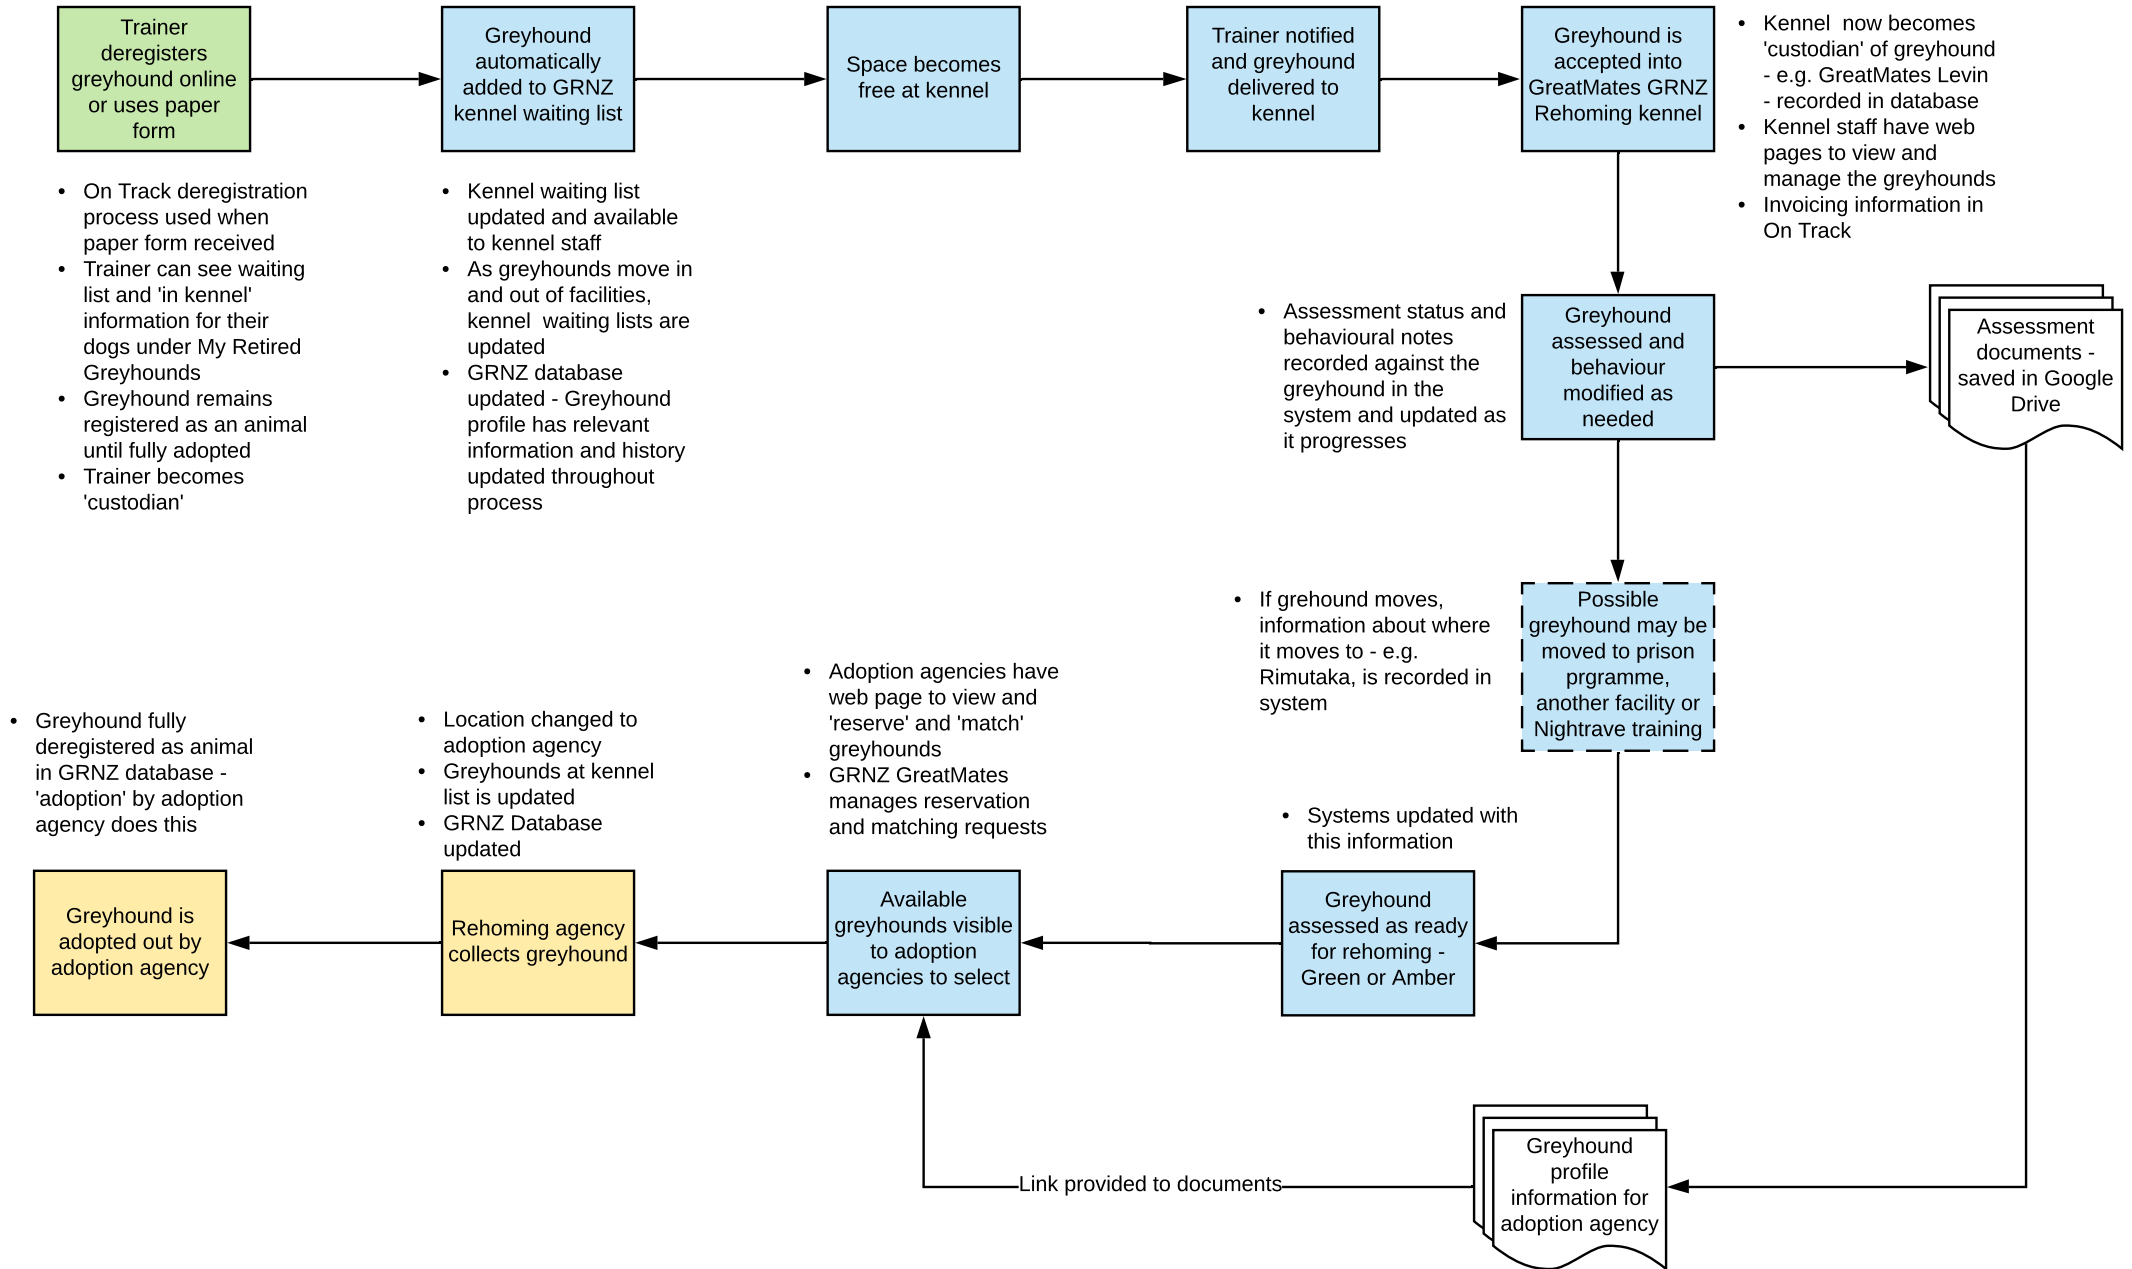 Trainer
deregisters
greyhound online
or uses paper
form
Greyhound
automatically
added to GRNZ
kennel waiting list
Space becomes
free at kennel
Trainer notified
and greyhound
delivered to
kennel
Greyhound is
accepted into
GreatMates GRNZ
Rehoming kennel
• Kennel  now becomes
'custodian' of greyhound
- e.g. GreatMates Levin
- recorded in database
• Kennel staff have web
pages to view and
manage the greyhounds
• Invoicing information in
On Track
• On Track deregistration
process used when
paper form received
• Trainer can see waiting
list and 'in kennel'
information for their
dogs under My Retired
Greyhounds
• Greyhound remains
registered as an animal
until fully adopted
• Trainer becomes
'custodian'
• Kennel waiting list
updated and available
to kennel staff
• As greyhounds move in
and out of facilities,
kennel  waiting lists are
updated
• GRNZ database
updated - Greyhound
profile has relevant
information and history
updated throughout
process
• Assessment status and
behavioural notes
recorded against the
greyhound in the
system and updated as
it progresses
Greyhound
assessed and
behaviour
modified as
needed
Assessment
documents -
saved in Google
Drive
• If grehound moves,
information about where
it moves to - e.g.
Rimutaka, is recorded in
system
Possible
greyhound may be
moved to prison
prgramme,
another facility or
Nightrave training
• Greyhound fully
deregistered as animal
in GRNZ database -
'adoption' by adoption
agency does this
• Location changed to
adoption agency
• Greyhounds at kennel
list is updated
• GRNZ Database
updated
• Adoption agencies have
web page to view and
'reserve' and 'match'
greyhounds
• GRNZ GreatMates
manages reservation
and matching requests
• Systems updated with
this information
Greyhound is
adopted out by
adoption agency
Rehoming agency
collects greyhound
Available
greyhounds visible
to adoption
agencies to select
Greyhound
assessed as ready
for rehoming -
Green or Amber
Link provided to documents
Greyhound
profile
information for
adoption agency